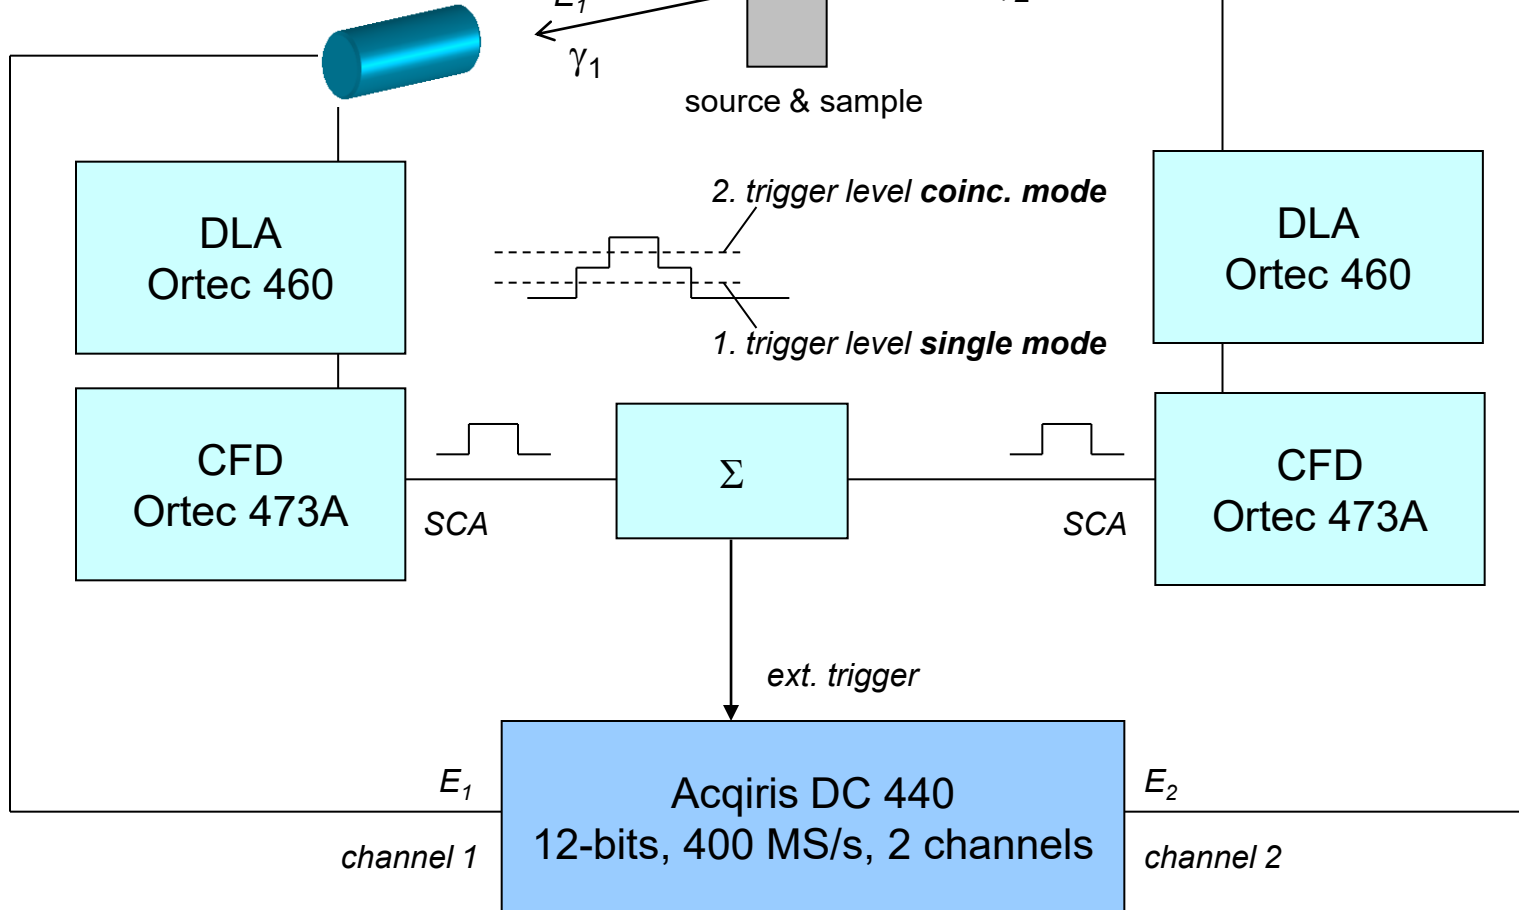 E1
γ1
source & sample
2. trigger level coinc. mode
DLA
Ortec 460
DLA
Ortec 460
1. trigger level single mode
CFD
Ortec 473A
SCA
Σ
SCA
CFD
Ortec 473A
ext. trigger
E1
Acqiris DC 440
12-bits, 400 MS/s, 2 channels
E2
channel 1
channel 2